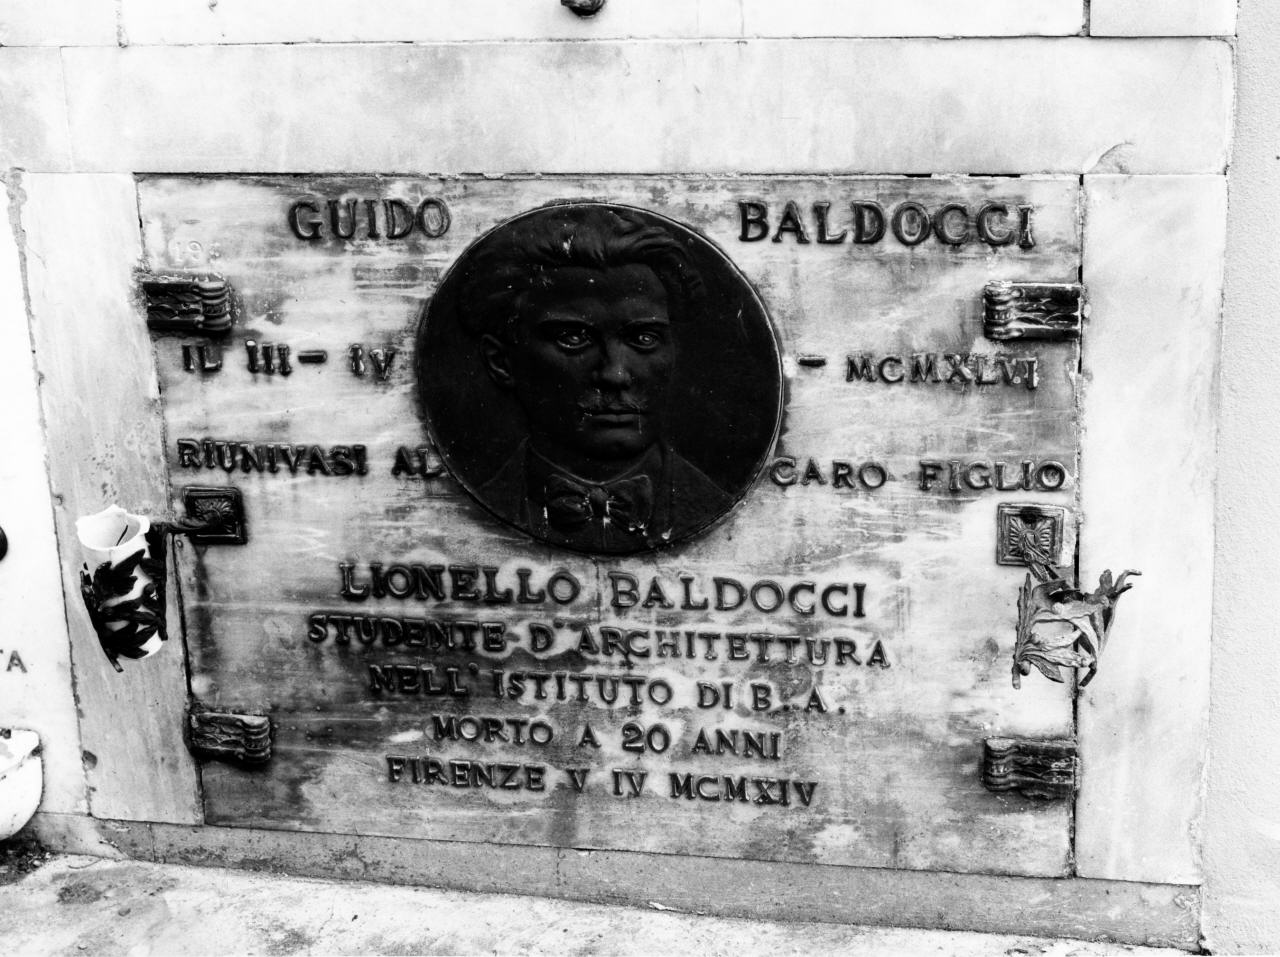 GUIDO BALDOCCI
IL III - IV - MCMXLVI
RIUNIVASI AL CARO FIGLIO
LIONELLO BALDOCCI
STUDENTE D'ARCHITETTURA
NELL'ISTITUTO DI B. A.
MORTO A 20 ANNI
FIRENZE V IV MCMXIV
TA